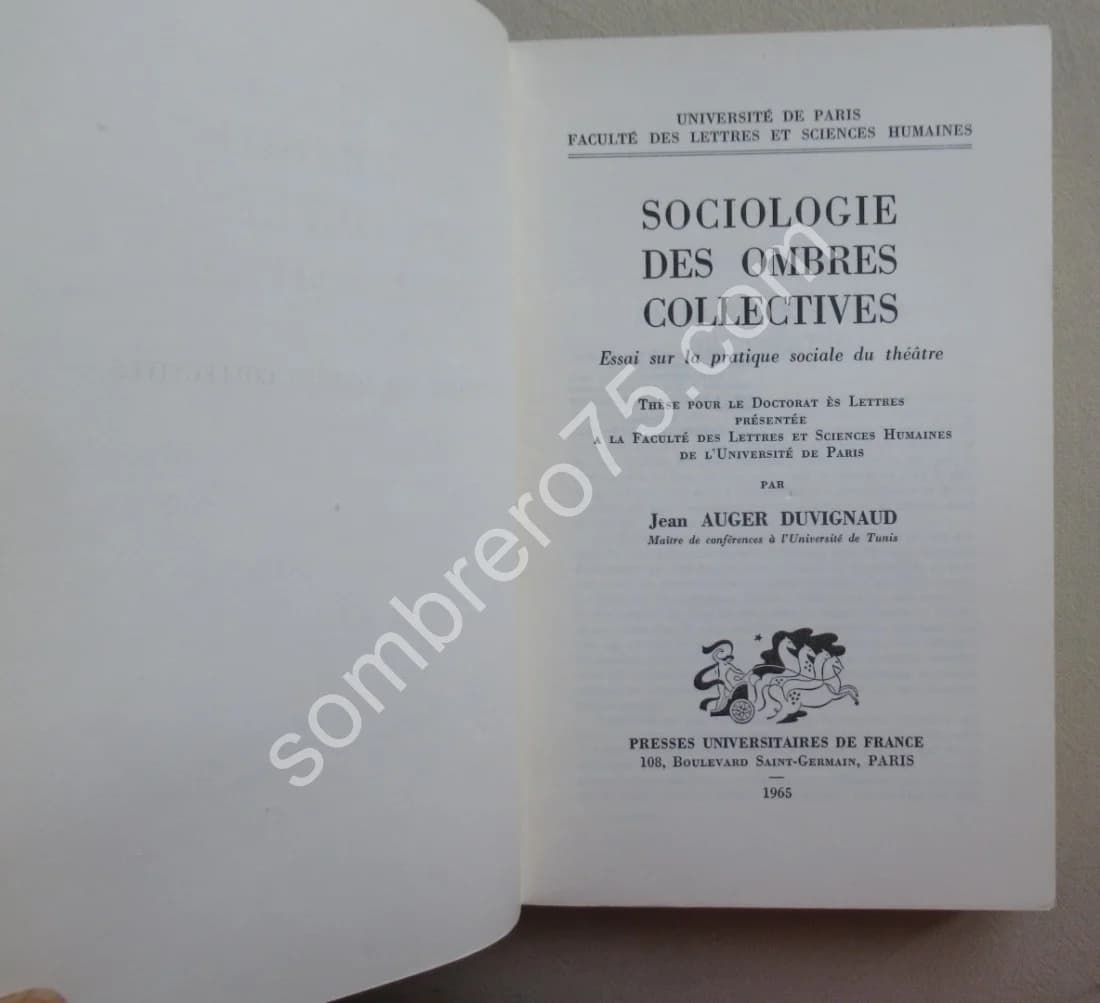 UNIVERSITÉ DE PARIS
FACULTÉ DES LETTRES ET SCIENCES HUMAINES
SOCIOLOGIE
DES OMBRES
COLLECTIVES
Essai sur la pratique sociale du théâtre
THÈSE POUR LE DOCTORAT ÈS LETTRES
PRÉSENTÉE
A LA FACULTÉ DES LETTRES ET SCIENCES HUMAINES
DE L'UNIVERSITÉ DE PARIS
PAR
Jean AUGER DUVIGNAUD
Maître de conférences à l'Université de Tunis
PRESSES UNIVERSITAIRES DE FRANCE
108, BOULEVARD SAINT-GERMAIN, PARIS
1965
sombrero75.com